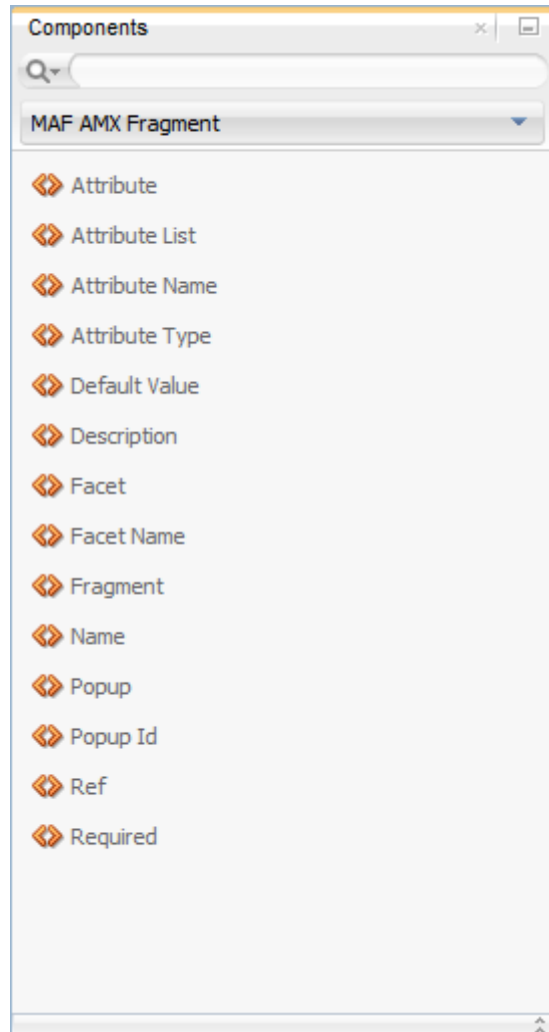 Components
MAF AMX Fragment
Attribute
Attribute List
Attribute Name
Attribute Type
Default Value
Description
Facet
Facet Name
Fragment
Name
Popup
Popup Id
Ref
Required